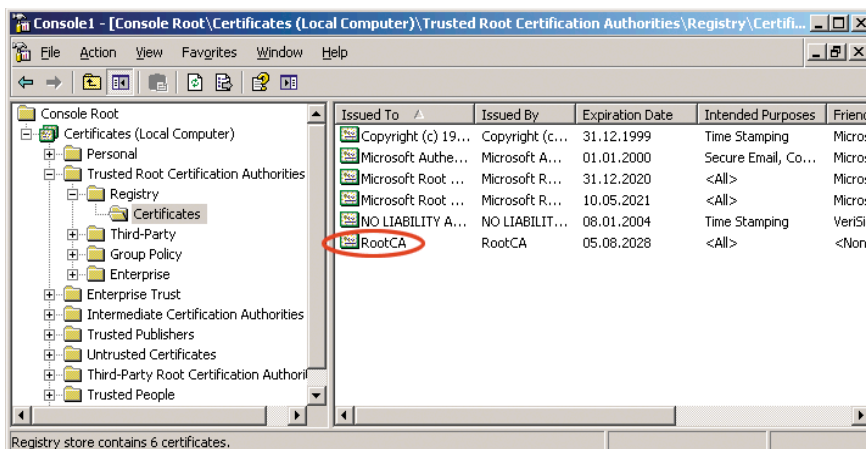 Console1 - [Console Root\Certificates (Local Computer)\Trusted Root Certification Authorities\Registry\Certifi...
File Action View Favorites Window Help
Console Root
Certificates (Local Computer)
Personal
Trusted Root Certification Authorities
Registry
Certificates
Third-Party
Group Policy
Enterprise
Enterprise Trust
Intermediate Certification Authorities
Trusted Publishers
Untrusted Certificates
Third-Party Root Certification Authori
Trusted People
Issued To Issued By Expiration Date Intended Purposes Friend
Copyright (c) 19... Copyright (c... 31.12.1999 Time Stamping Micros
Microsoft Authe... Microsoft A... 01.01.2000 Secure Email, Co... Micros
Microsoft Root ... Microsoft R... 31.12.2020 <All> Micros
Microsoft Root ... Microsoft R... 10.05.2021 <All> Micros
NO LIABILITY A... NO LIABILIT... 08.01.2004 Time Stamping VeriSi
RootCA RootCA 05.08.2028 <All> <Non
Registry store contains 6 certificates.